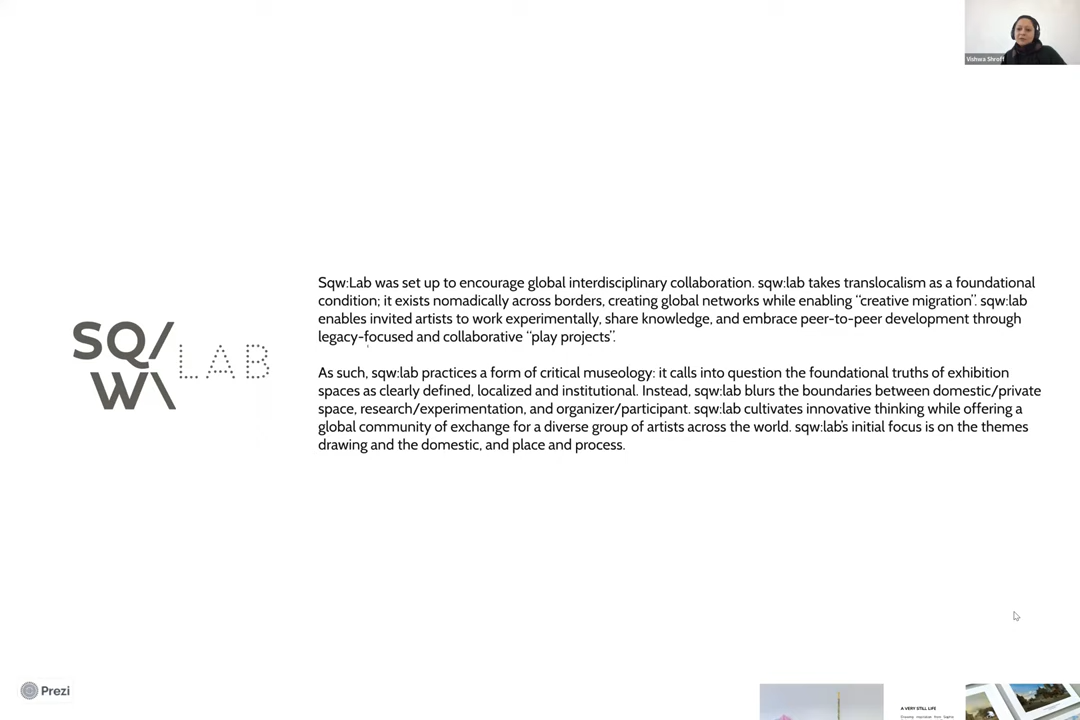 Vishwa Shroff
Sqw:Lab was set up to encourage global interdisciplinary collaboration. sqw:lab takes translocalism as a foundational
condition; it exists nomadically across borders, creating global networks while enabling “creative migration”. sqw:lab
enables invited artists to work experimentally, share knowledge, and embrace peer-to-peer development through
legacy-focused and collaborative “play projects”.
SQ/
W\
LAB
As such, sqw:lab practices a form of critical museology: it calls into question the foundational truths of exhibition
spaces as clearly defined, localized and institutional. Instead, sqw:lab blurs the boundaries between domestic/private
space, research/experimentation, and organizer/participant. sqw:lab cultivates innovative thinking while offering a
global community of exchange for a diverse group of artists across the world. sqw:lab’s initial focus is on the themes
drawing and the domestic, and place and process.
Prezi
A VERY STILL LIFE